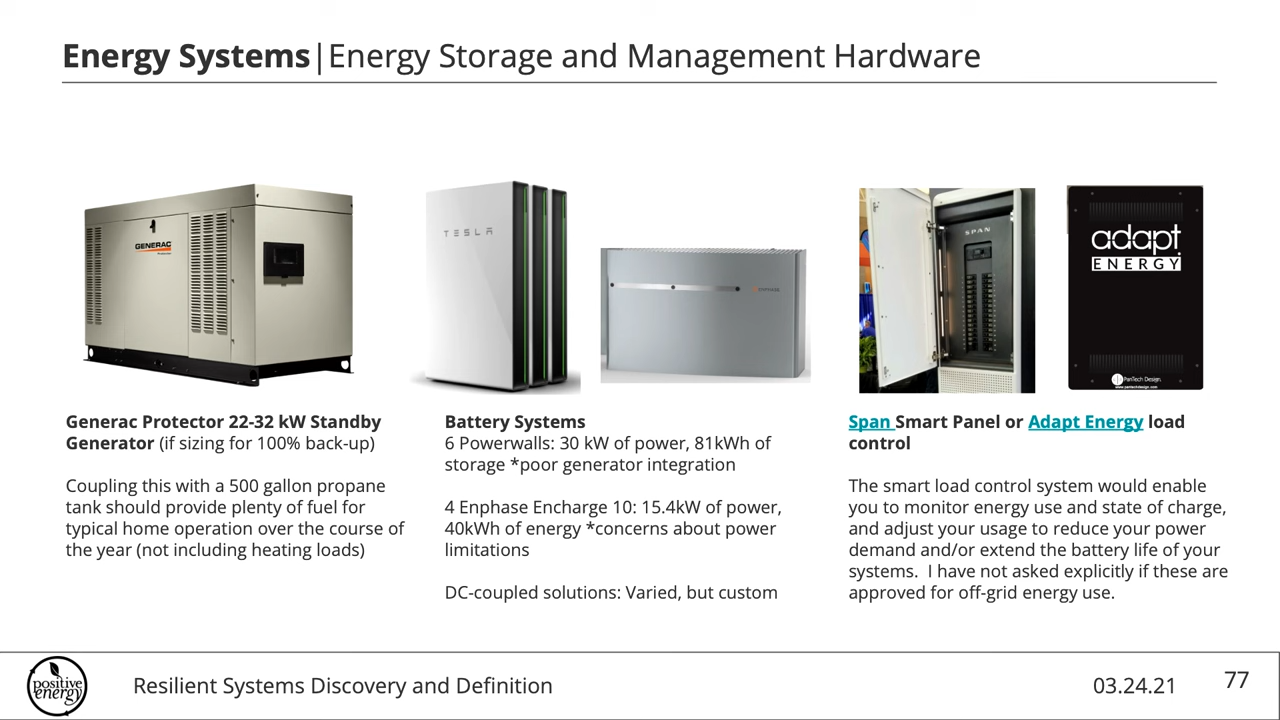 Energy Systems|Energy Storage and Management Hardware
GENERAC
TESLA
ENPHASE
SPAN
adapt
ENERGY
PanTech Design
www.pantechdesign.com
Generac Protector 22-32 kW Standby
Generator (if sizing for 100% back-up)
Coupling this with a 500 gallon propane
tank should provide plenty of fuel for
typical home operation over the course of
the year (not including heating loads)
Battery Systems
6 Powerwalls: 30 kW of power, 81kWh of
storage *poor generator integration
4 Enphase Encharge 10: 15.4kW of power,
40kWh of energy *concerns about power
limitations
DC-coupled solutions: Varied, but custom
Span Smart Panel or Adapt Energy load
control
The smart load control system would enable
you to monitor energy use and state of charge,
and adjust your usage to reduce your power
demand and/or extend the battery life of your
systems.  I have not asked explicitly if these are
approved for off-grid energy use.
positive
energy
Resilient Systems Discovery and Definition
03.24.21
77